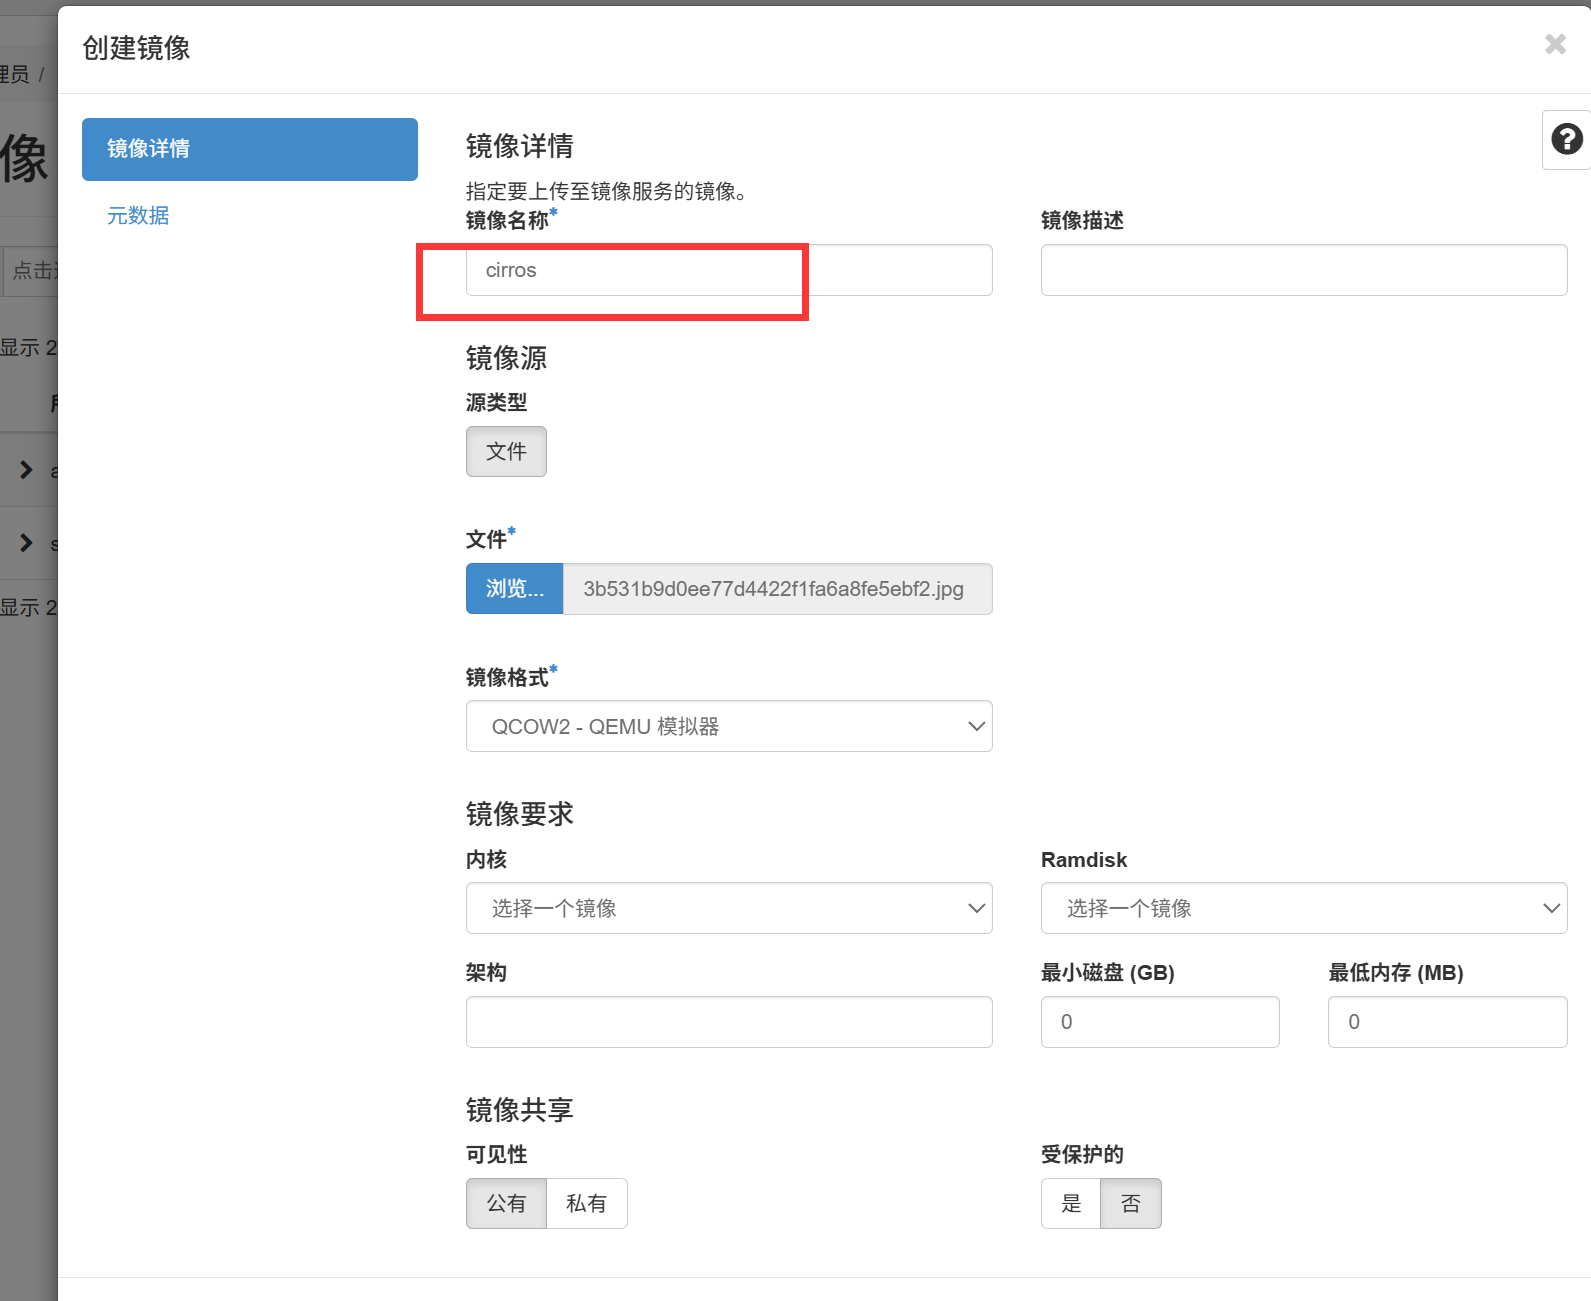 创建镜像
理员 /
像
镜像详情
元数据
镜像详情
指定要上传至镜像服务的镜像。
镜像名称*
镜像描述
cirros
点击
镜像源
显示 2
源类型
文件
a
文件*
s
浏览... 3b531b9d0ee77d4422f1fa6a8fe5ebf2.jpg
显示 2
镜像格式*
QCOW2 - QEMU 模拟器
镜像要求
内核
Ramdisk
选择一个镜像
选择一个镜像
架构
最小磁盘 (GB)
最低内存 (MB)
0
0
镜像共享
可见性
受保护的
公有 私有
是 否